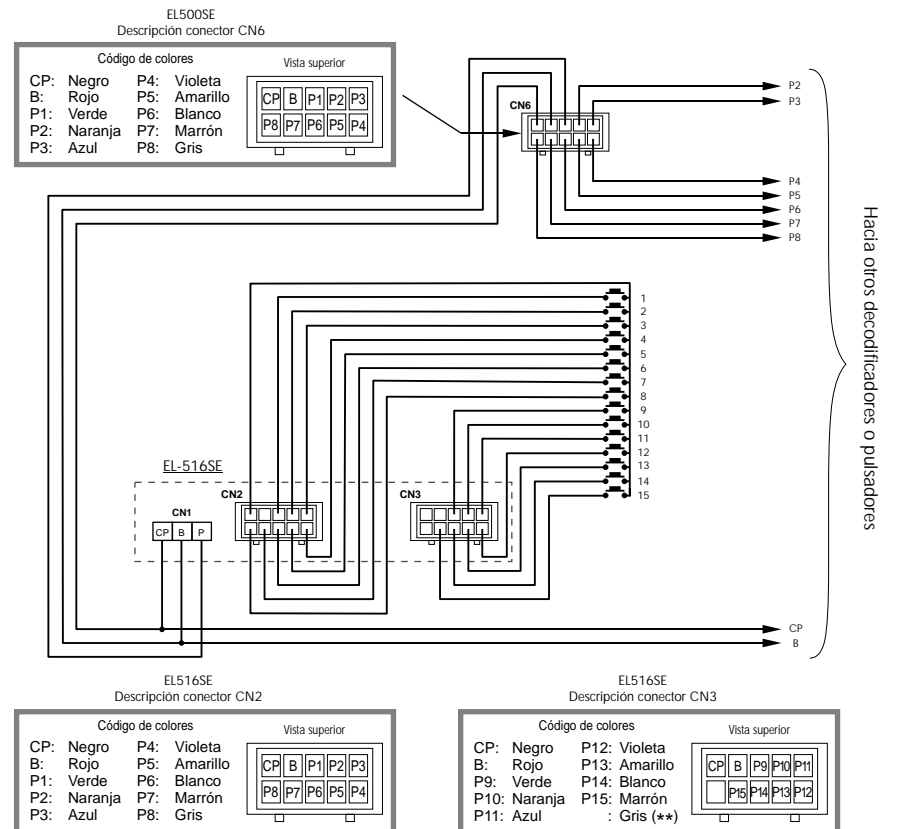 EL500SE
Descripción conector CN6
Código de colores
CP: Negro P4: Violeta
B: Rojo P5: Amarillo
P1: Verde P6: Blanco
P2: Naranja P7: Marrón
P3: Azul P8: Gris
Vista superior
CP B P1 P2 P3
P8 P7 P6 P5 P4
CN6
P2
P3
P4
P5
P6
P7
P8
Hacia otros decodificadores o pulsadores
1
2
3
4
5
6
7
8
9
10
11
12
13
14
15
EL-516SE
CN1
CP B P
CN2
CN3
CP
B
EL516SE
Descripción conector CN2
Código de colores
CP: Negro P4: Violeta
B: Rojo P5: Amarillo
P1: Verde P6: Blanco
P2: Naranja P7: Marrón
P3: Azul P8: Gris
Vista superior
CP B P1 P2 P3
P8 P7 P6 P5 P4
EL516SE
Descripción conector CN3
Código de colores
CP: Negro P12: Violeta
B: Rojo P13: Amarillo
P9: Verde P14: Blanco
P10: Naranja P15: Marrón
P11: Azul : Gris (**)
Vista superior
CP B P9 P10 P11
P15 P14 P13 P12